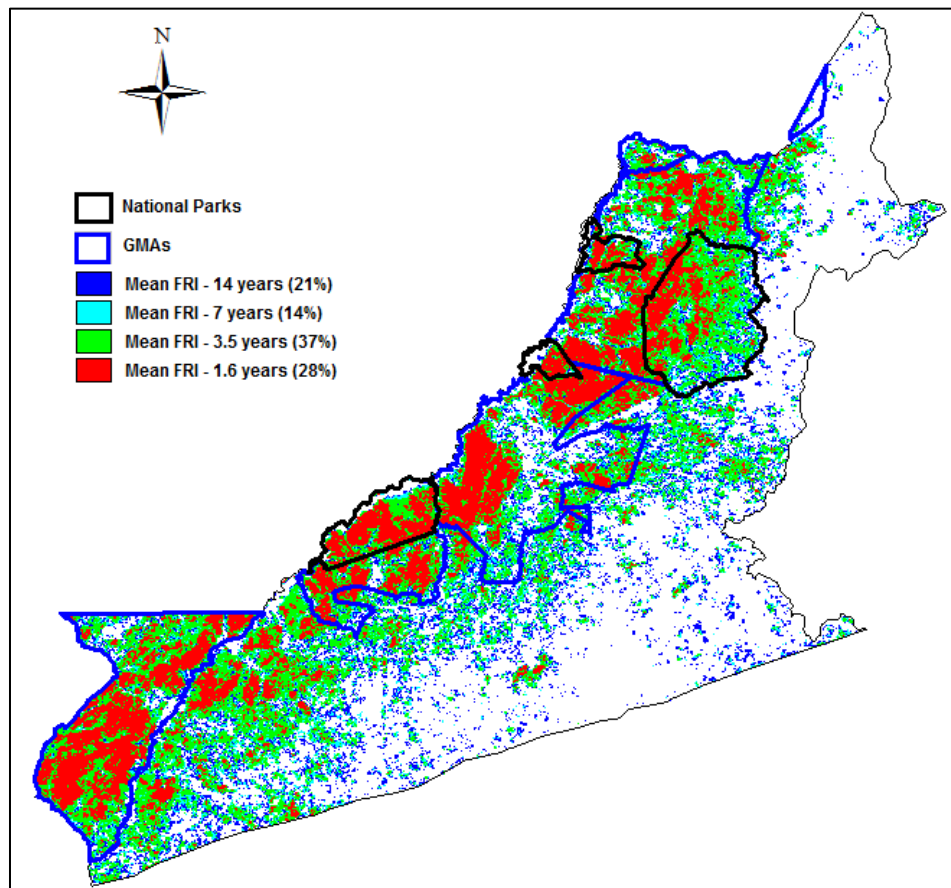 N
National Parks
GMAs
Mean FRI - 14 years (21%)
Mean FRI - 7 years (14%)
Mean FRI - 3.5 years (37%)
Mean FRI - 1.6 years (28%)